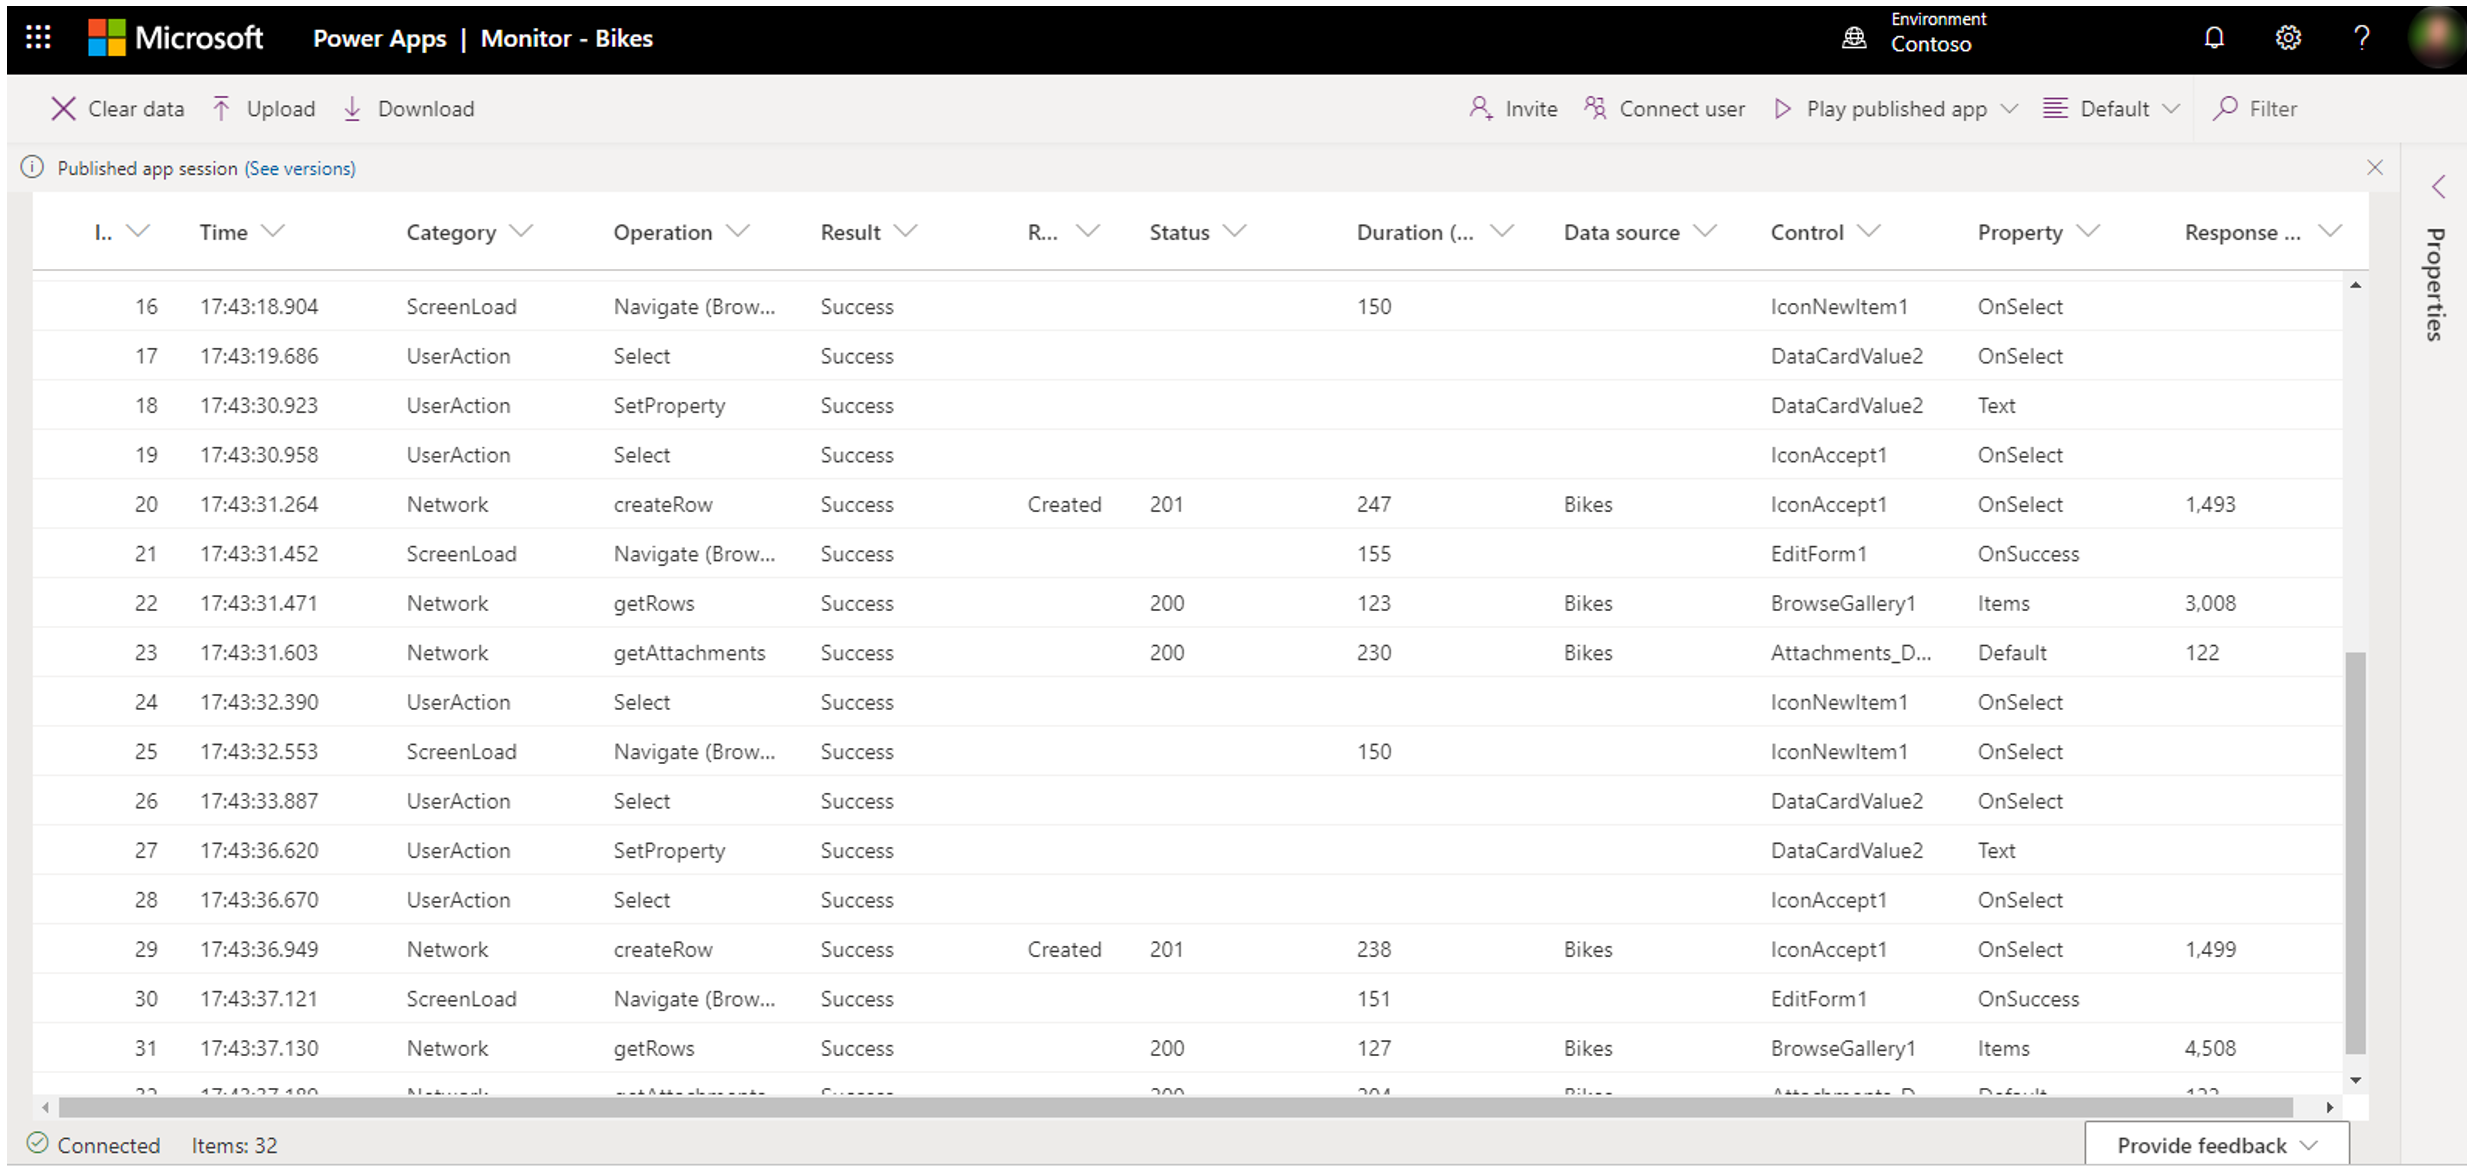 Microsoft Power Apps | Monitor - Bikes Environment
Contoso ?
Clear data Upload Download Invite Connect user Play published app Default Filter
Published app session (See versions)
I.. Time Category Operation Result R... Status Duration (... Data source Control Property Response ...
Properties
16 17:43:18.904 ScreenLoad Navigate (Brow... Success 150 IconNewItem1 OnSelect
17 17:43:19.686 UserAction Select Success DataCardValue2 OnSelect
18 17:43:30.923 UserAction SetProperty Success DataCardValue2 Text
19 17:43:30.958 UserAction Select Success IconAccept1 OnSelect
20 17:43:31.264 Network createRow Success Created 201 247 Bikes IconAccept1 OnSelect 1,493
21 17:43:31.452 ScreenLoad Navigate (Brow... Success 155 EditForm1 OnSuccess
22 17:43:31.471 Network getRows Success 200 123 Bikes BrowseGallery1 Items 3,008
23 17:43:31.603 Network getAttachments Success 200 230 Bikes Attachments_D... Default 122
24 17:43:32.390 UserAction Select Success IconNewItem1 OnSelect
25 17:43:32.553 ScreenLoad Navigate (Brow... Success 150 IconNewItem1 OnSelect
26 17:43:33.887 UserAction Select Success DataCardValue2 OnSelect
27 17:43:36.620 UserAction SetProperty Success DataCardValue2 Text
28 17:43:36.670 UserAction Select Success IconAccept1 OnSelect
29 17:43:36.949 Network createRow Success Created 201 238 Bikes IconAccept1 OnSelect 1,499
30 17:43:37.121 ScreenLoad Navigate (Brow... Success 151 EditForm1 OnSuccess
31 17:43:37.130 Network getRows Success 200 127 Bikes BrowseGallery1 Items 4,508
Network getAttachments Success Bikes Attachments_D... Default
Connected Items: 32 Provide feedback